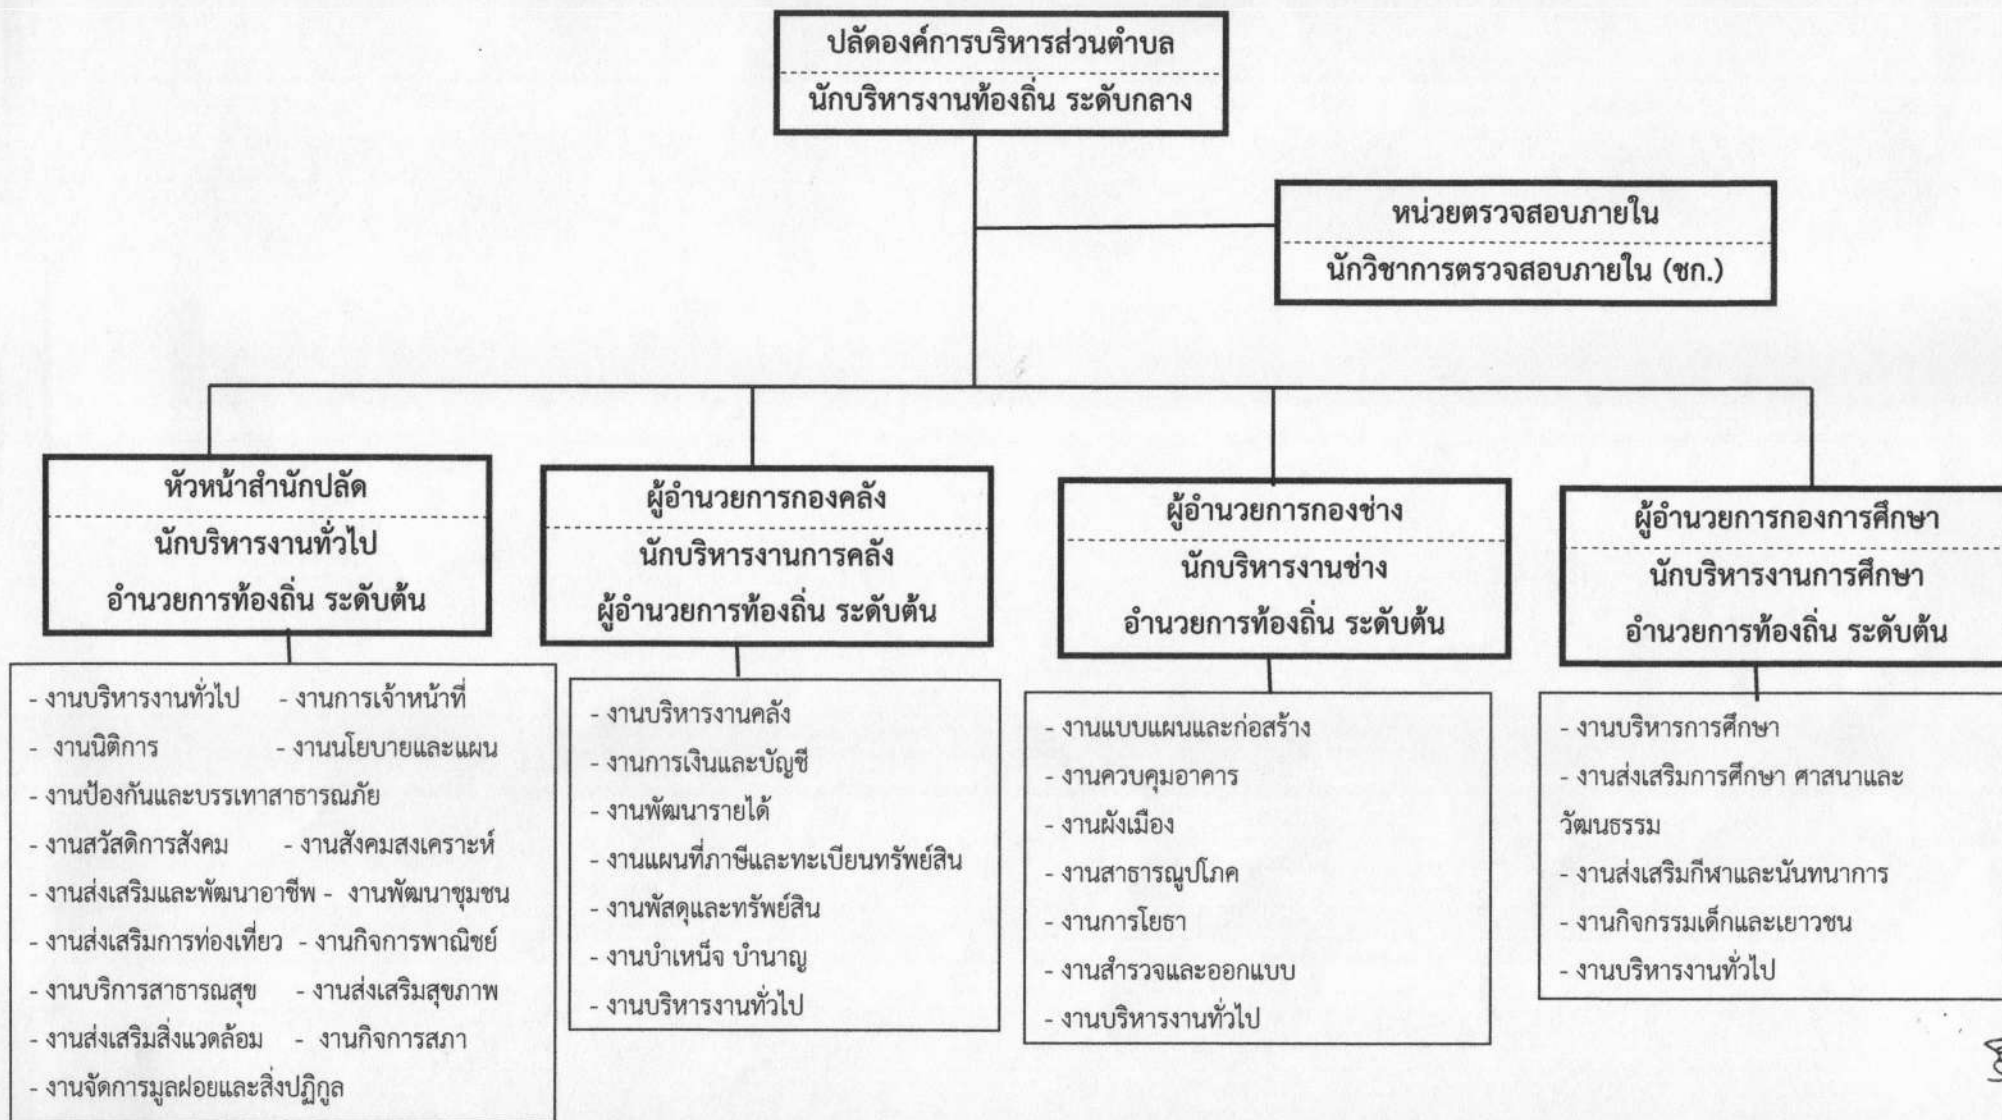 ปลัดองค์การบริหารส่วนตำบล
นักบริหารงานท้องถิ่น ระดับกลาง
หน่วยตรวจสอบภายใน
นักวิชาการตรวจสอบภายใน (ชก.)
หัวหน้าสำนักปลัด
นักบริหารงานทั่วไป
อำนวยการท้องถิ่น ระดับต้น
- งานบริหารงานทั่วไป - งานการเจ้าหน้าที่
- งานนิติการ - งานนโยบายและแผน
- งานป้องกันและบรรเทาสาธารณภัย
- งานสวัสดิการสังคม - งานสังคมสงเคราะห์
- งานส่งเสริมและพัฒนาอาชีพ - งานพัฒนาชุมชน
- งานส่งเสริมการท่องเที่ยว - งานกิจการพาณิชย์
- งานบริการสาธารณสุข - งานส่งเสริมสุขภาพ
- งานส่งเสริมสิ่งแวดล้อม - งานกิจการสภา
- งานจัดการมูลฝอยและสิ่งปฏิกูล
ผู้อำนวยการกองคลัง
นักบริหารงานการคลัง
ผู้อำนวยการท้องถิ่น ระดับต้น
- งานบริหารงานคลัง
- งานการเงินและบัญชี
- งานพัฒนารายได้
- งานแผนที่ภาษีและทะเบียนทรัพย์สิน
- งานพัสดุและทรัพย์สิน
- งานบำเหน็จ บำนาญ
- งานบริหารงานทั่วไป
ผู้อำนวยการกองช่าง
นักบริหารงานช่าง
อำนวยการท้องถิ่น ระดับต้น
- งานแบบแผนและก่อสร้าง
- งานควบคุมอาคาร
- งานผังเมือง
- งานสาธารณูปโภค
- งานการโยธา
- งานสำรวจและออกแบบ
- งานบริหารงานทั่วไป
ผู้อำนวยการกองการศึกษา
นักบริหารงานการศึกษา
อำนวยการท้องถิ่น ระดับต้น
- งานบริหารการศึกษา
- งานส่งเสริมการศึกษา ศาสนาและ
วัฒนธรรม
- งานส่งเสริมกีฬาและนันทนาการ
- งานกิจกรรมเด็กและเยาวชน
- งานบริหารงานทั่วไป